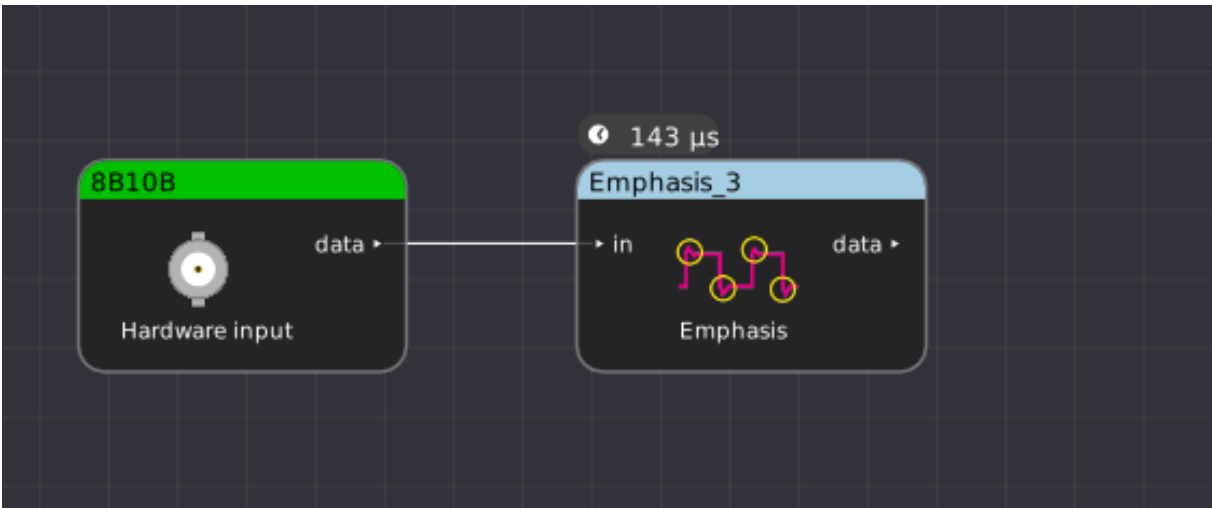 143 µs
8B10B
Emphasis_3
data
in
data
Hardware input
Emphasis